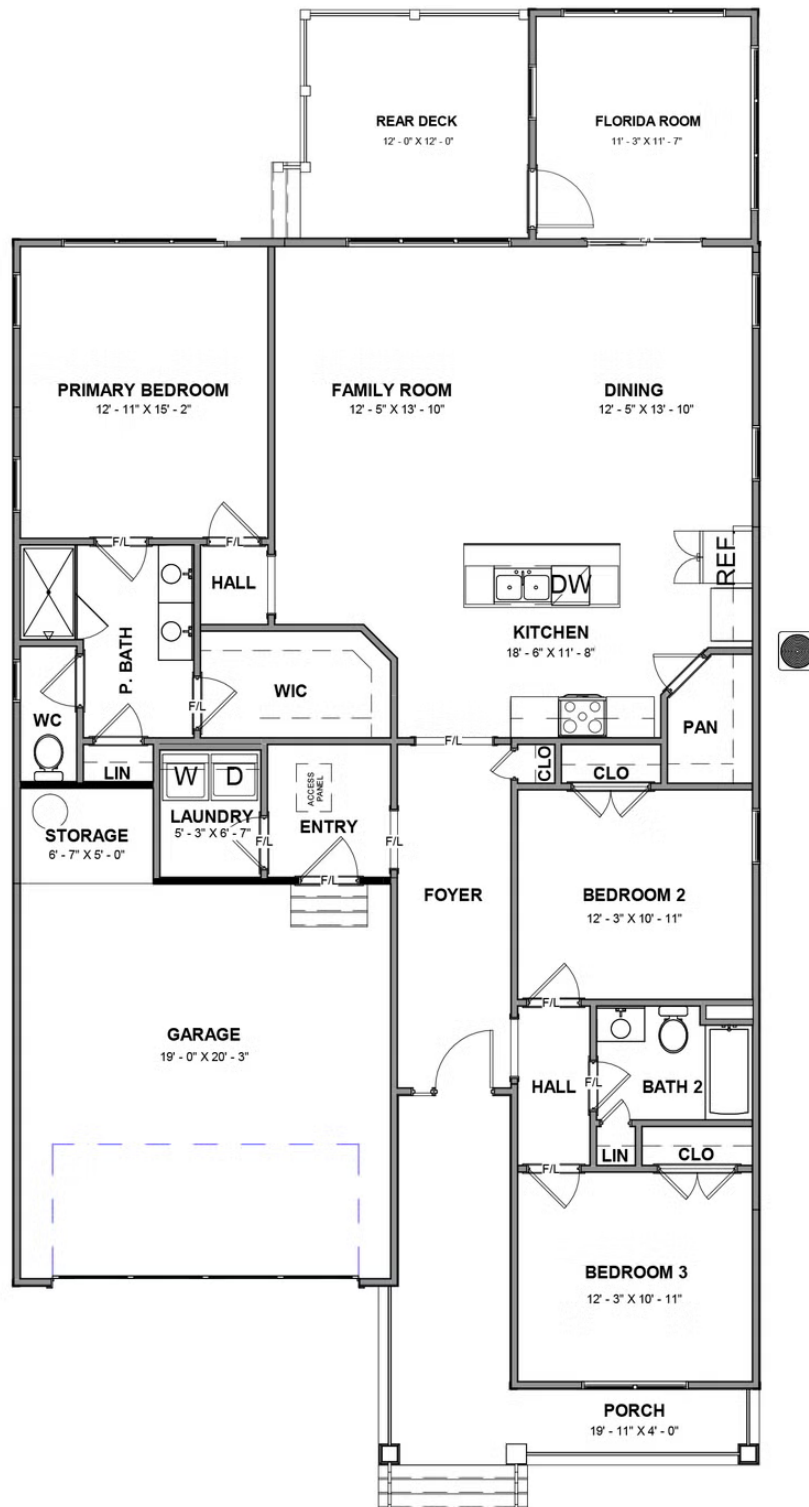 REAR DECK
12' - 0" X 12' - 0"
FLORIDA ROOM
11' - 3" X 11' - 7"
F/L
PRIMARY BEDROOM
12' - 11" X 15' - 2"
FAMILY ROOM
12' - 5" X 13' - 10"
DINING
12' - 5" X 13' - 10"
F/L
F/L
HALL
REF
DW
KITCHEN
18' - 6" X 11' - 8"
P. BATH
F/L
WIC
WC
PAN
LIN
F/L
CLO
CLO
W
D
ACCESS
PANEL
LAUNDRY
5' - 3" X 6' - 7"
ENTRY
F/L
F/L
STORAGE
6' - 7" X 5' - 0"
F/L
FOYER
BEDROOM 2
12' - 3" X 10' - 11"
F/L
GARAGE
19' - 0" X 20' - 3"
HALL
F/L
BATH 2
LIN
CLO
F/L
BEDROOM 3
12' - 3" X 10' - 11"
PORCH
19' - 11" X 4' - 0"